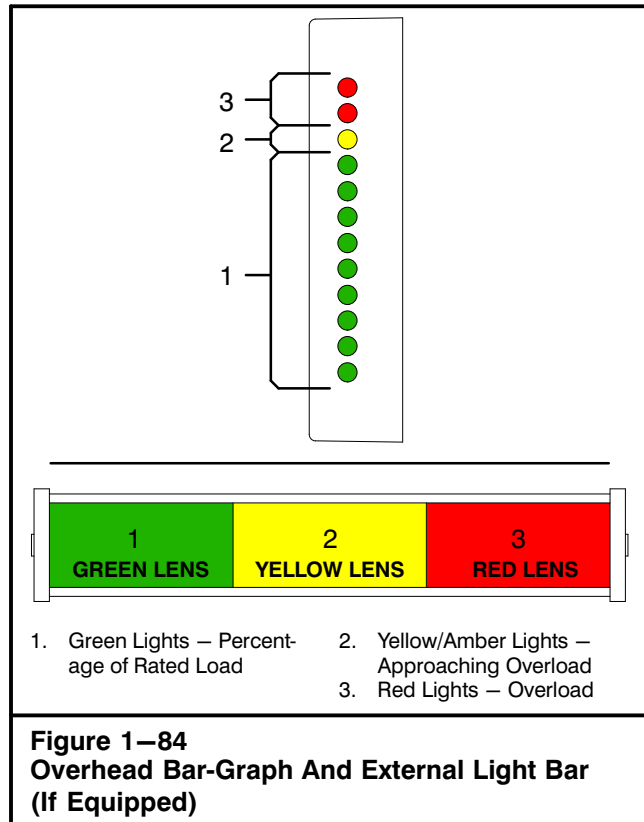 3
2
1
1
GREEN LENS
2
YELLOW LENS
3
RED LENS
1. Green Lights – Percent-
age of Rated Load
2. Yellow/Amber Lights –
Approaching Overload
3. Red Lights – Overload
Figure 1–84
Overhead Bar-Graph And External Light Bar
(If Equipped)